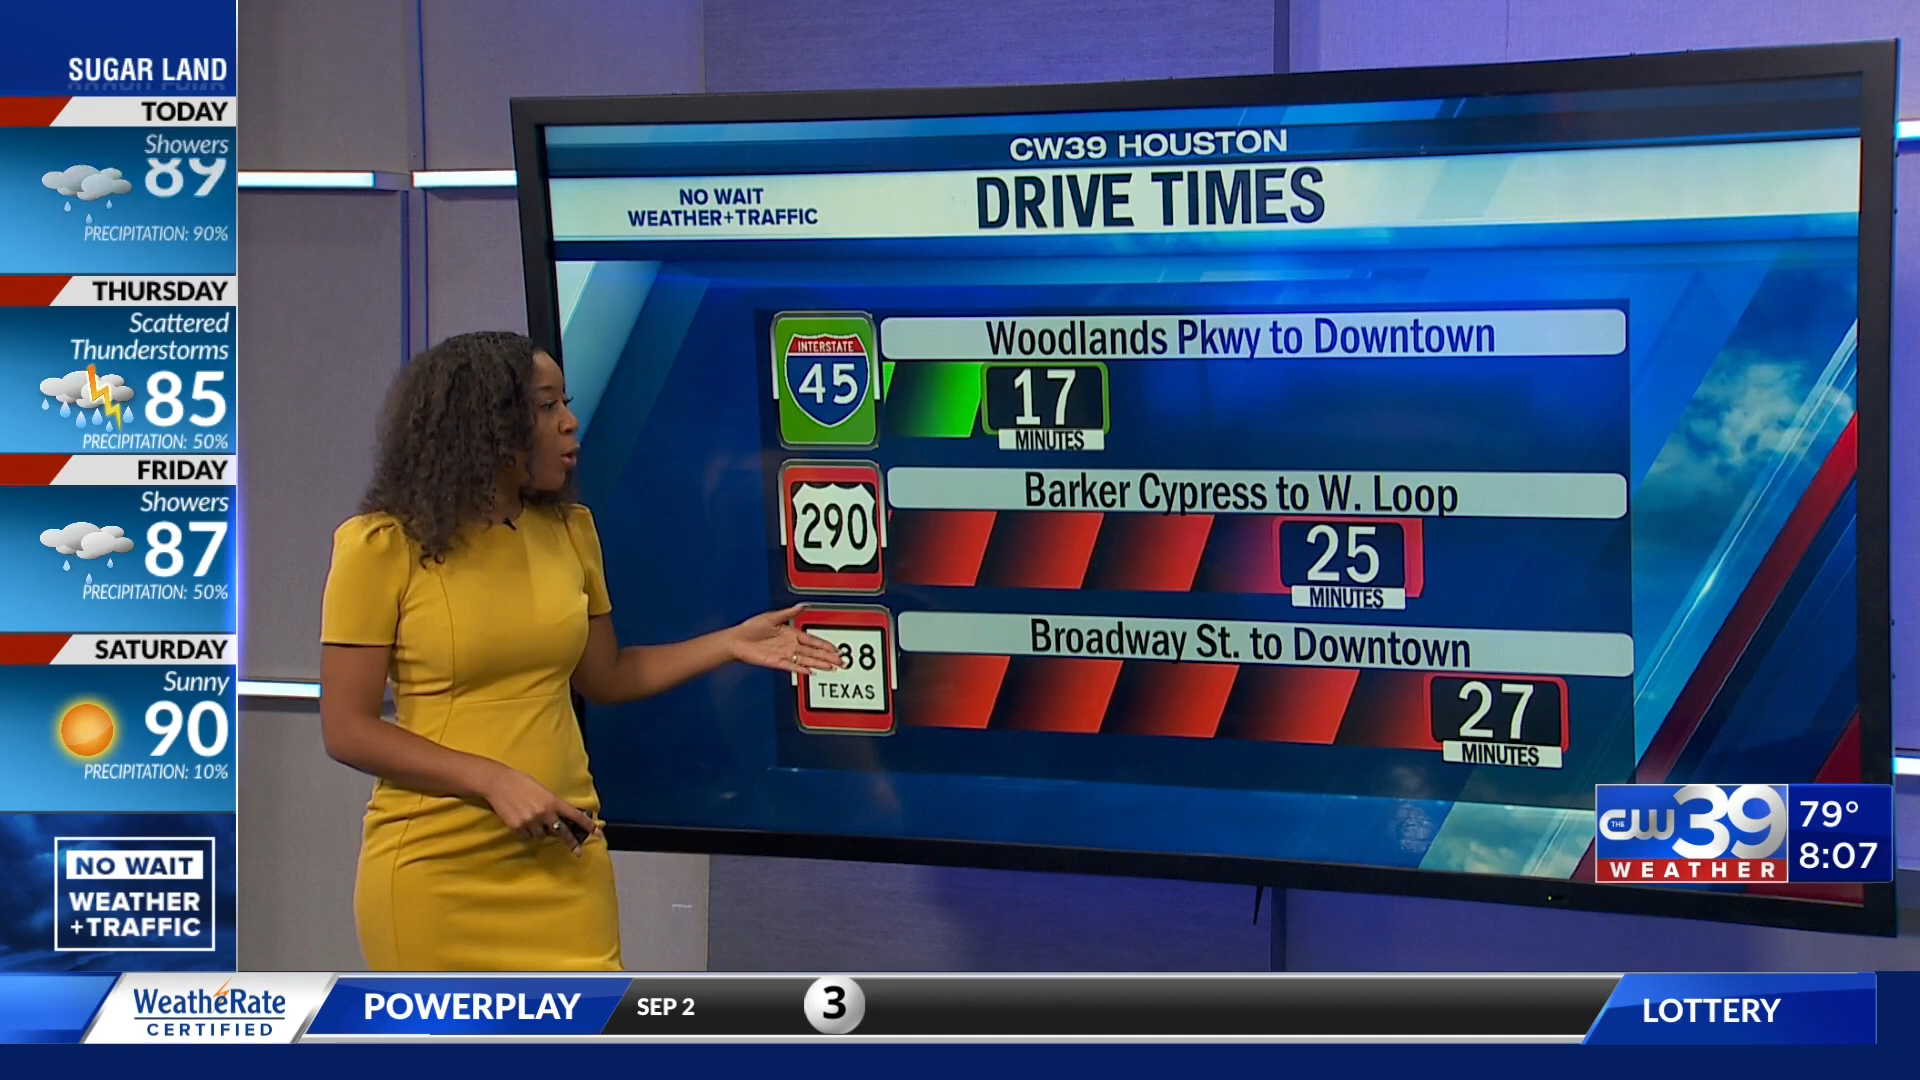 SUGAR LAND
TODAY
Showers
89
PRECIPITATION: 90%
THURSDAY
Scattered
Thunderstorms
85
PRECIPITATION: 50%
FRIDAY
Showers
87
PRECIPITATION: 50%
SATURDAY
Sunny
90
PRECIPITATION: 10%
NO WAIT
WEATHER
+TRAFFIC
CW39 HOUSTON
NO WAIT
WEATHER+TRAFFIC
DRIVE TIMES
INTERSTATE
45
Woodlands Pkwy to Downtown
17
MINUTES
290
Barker Cypress to W. Loop
25
MINUTES
88
TEXAS
Broadway St. to Downtown
27
MINUTES
THE CW39
WEATHER
79°
8:07
WeatheRate
CERTIFIED
POWERPLAY
SEP 2
3
LOTTERY